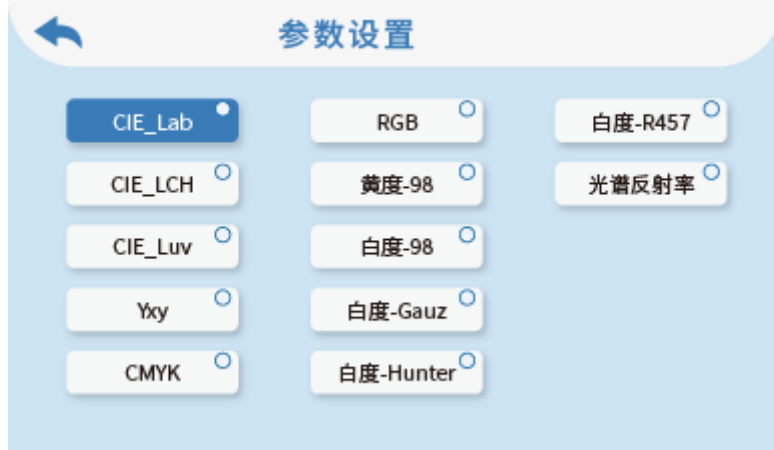 参数设置
CIE_Lab
RGB
白度-R457
CIE_LCH
黄度-98
光谱反射率
CIE_Luv
白度-98
Yxy
白度-Gauz
CMYK
白度-Hunter